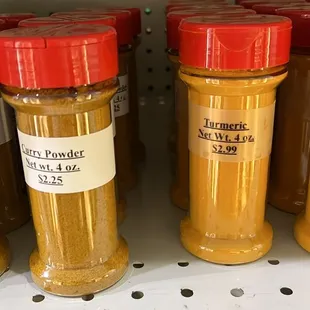 Curry Powder
Net wt. 4 oz.
$2.25
Turmeric
Net Wt. 4 oz.
$2.99